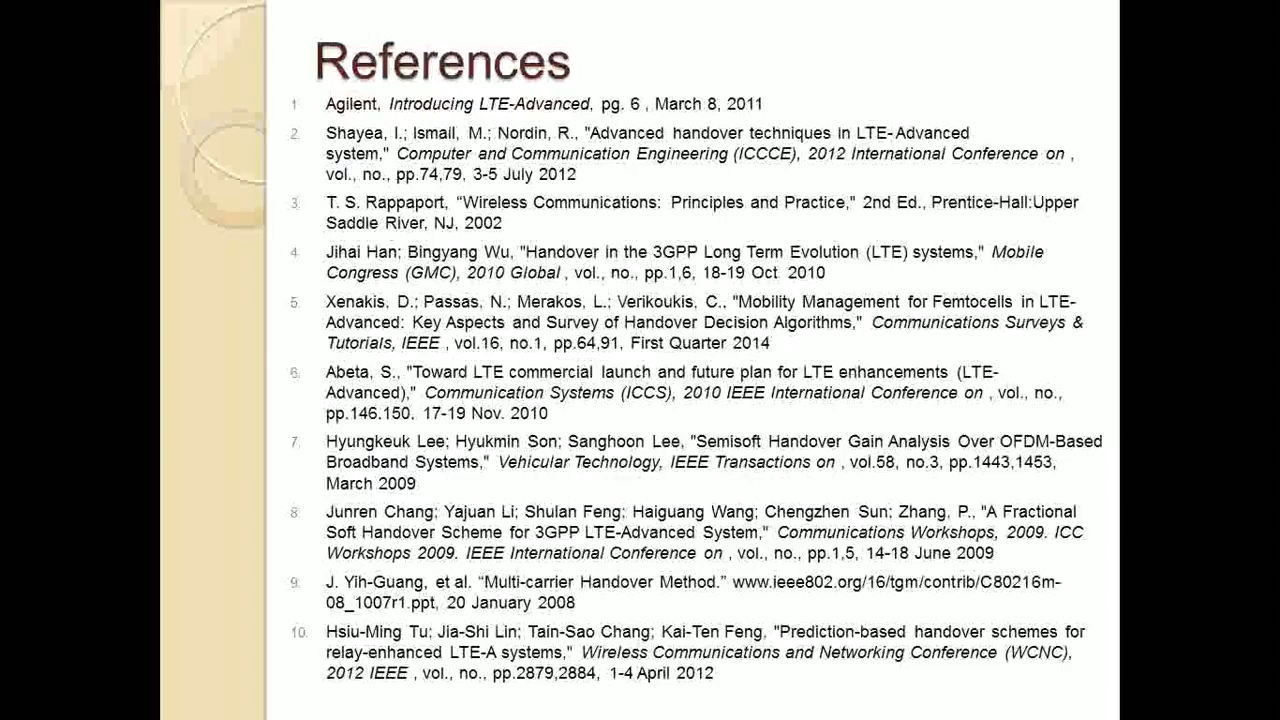 References
1. Agilent, Introducing LTE-Advanced, pg. 6 , March 8, 2011
2. Shayea, I.; Ismail, M.; Nordin, R., "Advanced handover techniques in LTE-Advanced
system," Computer and Communication Engineering (ICCCE), 2012 International Conference on ,
vol., no., pp.74,79, 3-5 July 2012
3. T. S. Rappaport, “Wireless Communications: Principles and Practice," 2nd Ed., Prentice-Hall:Upper
Saddle River, NJ, 2002
4. Jihai Han; Bingyang Wu, "Handover in the 3GPP Long Term Evolution (LTE) systems," Mobile
Congress (GMC), 2010 Global , vol., no., pp.1,6, 18-19 Oct 2010
5. Xenakis, D.; Passas, N.; Merakos, L.; Verikoukis, C., "Mobility Management for Femtocells in LTE-
Advanced: Key Aspects and Survey of Handover Decision Algorithms," Communications Surveys &
Tutorials, IEEE , vol.16, no.1, pp.64,91, First Quarter 2014
6. Abeta, S., "Toward LTE commercial launch and future plan for LTE enhancements (LTE-
Advanced)," Communication Systems (ICCS), 2010 IEEE International Conference on , vol., no.,
pp.146,150, 17-19 Nov. 2010
7. Hyungkeuk Lee; Hyukmin Son; Sanghoon Lee, "Semisoft Handover Gain Analysis Over OFDM-Based
Broadband Systems," Vehicular Technology, IEEE Transactions on , vol.58, no.3, pp.1443,1453,
March 2009
8. Junren Chang; Yajuan Li; Shulan Feng; Haiguang Wang; Chengzhen Sun; Zhang, P., "A Fractional
Soft Handover Scheme for 3GPP LTE-Advanced System," Communications Workshops, 2009. ICC
Workshops 2009. IEEE International Conference on , vol., no., pp.1,5, 14-18 June 2009
9. J. Yih-Guang, et al. “Multi-carrier Handover Method.” www.ieee802.org/16/tgm/contrib/C80216m-
08_1007r1.ppt, 20 January 2008
10. Hsiu-Ming Tu; Jia-Shi Lin; Tain-Sao Chang; Kai-Ten Feng, "Prediction-based handover schemes for
relay-enhanced LTE-A systems," Wireless Communications and Networking Conference (WCNC),
2012 IEEE , vol., no., pp.2879,2884, 1-4 April 2012